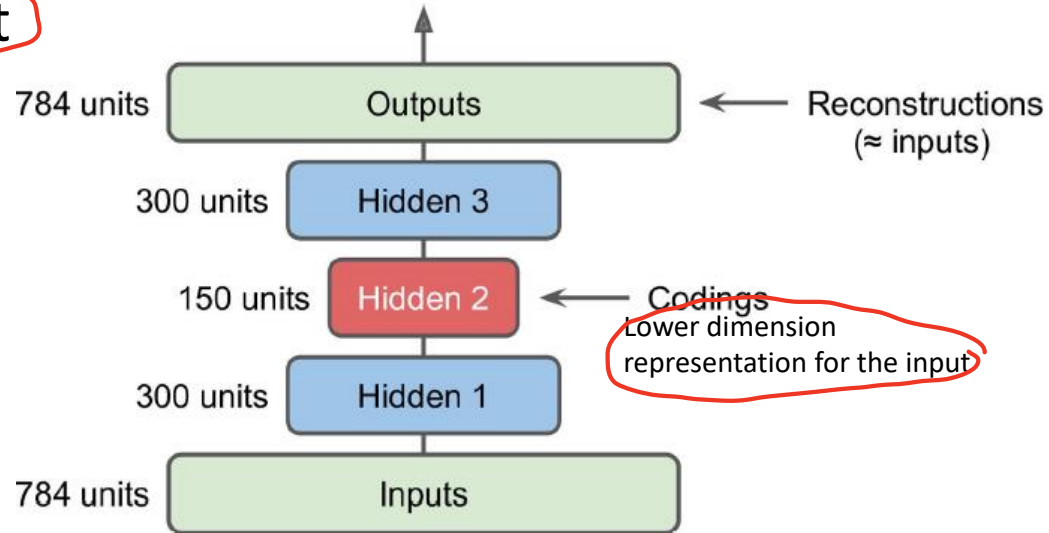 t
784 units
Outputs
Reconstructions
(≈ inputs)
300 units
Hidden 3
150 units
Hidden 2
Codings
Lower dimension
representation for the input
300 units
Hidden 1
784 units
Inputs